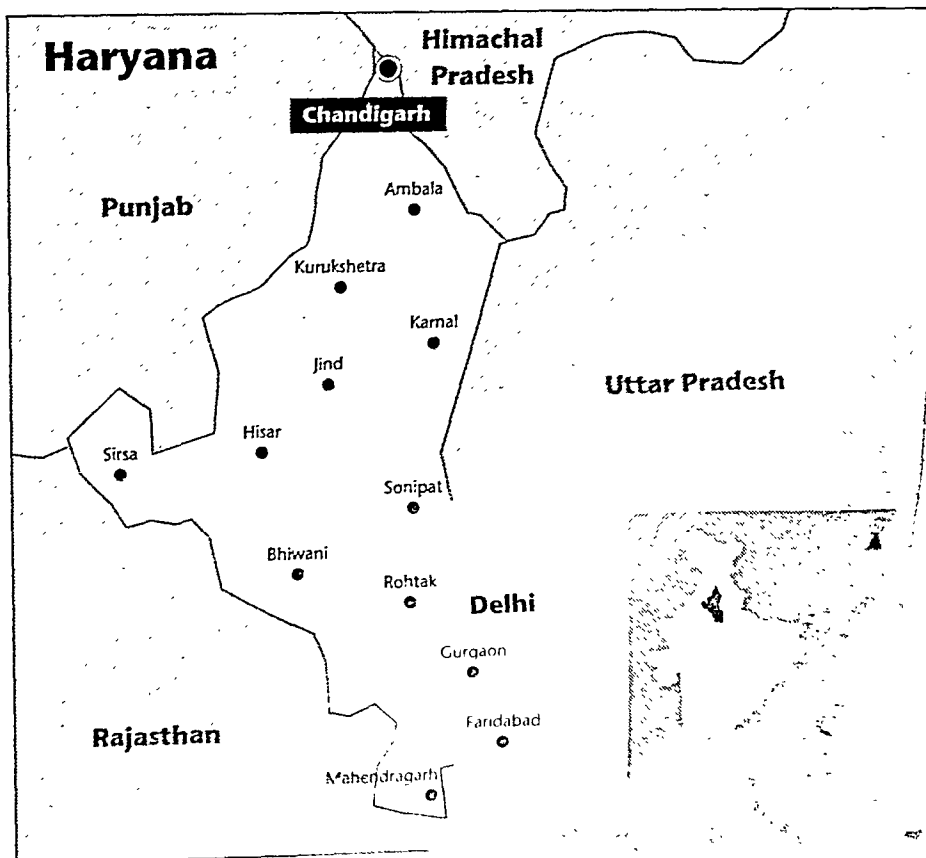 Haryana
Himachal
Pradesh
Chandigarh
Ambala
Punjab
Kurukshetra
Karnal
Jind
Uttar Pradesh
Hisar
Sirsa
Sonipat
Bhiwani
Rohtak
Delhi
Gurgaon
Rajasthan
Faridabad
Mahendragarh